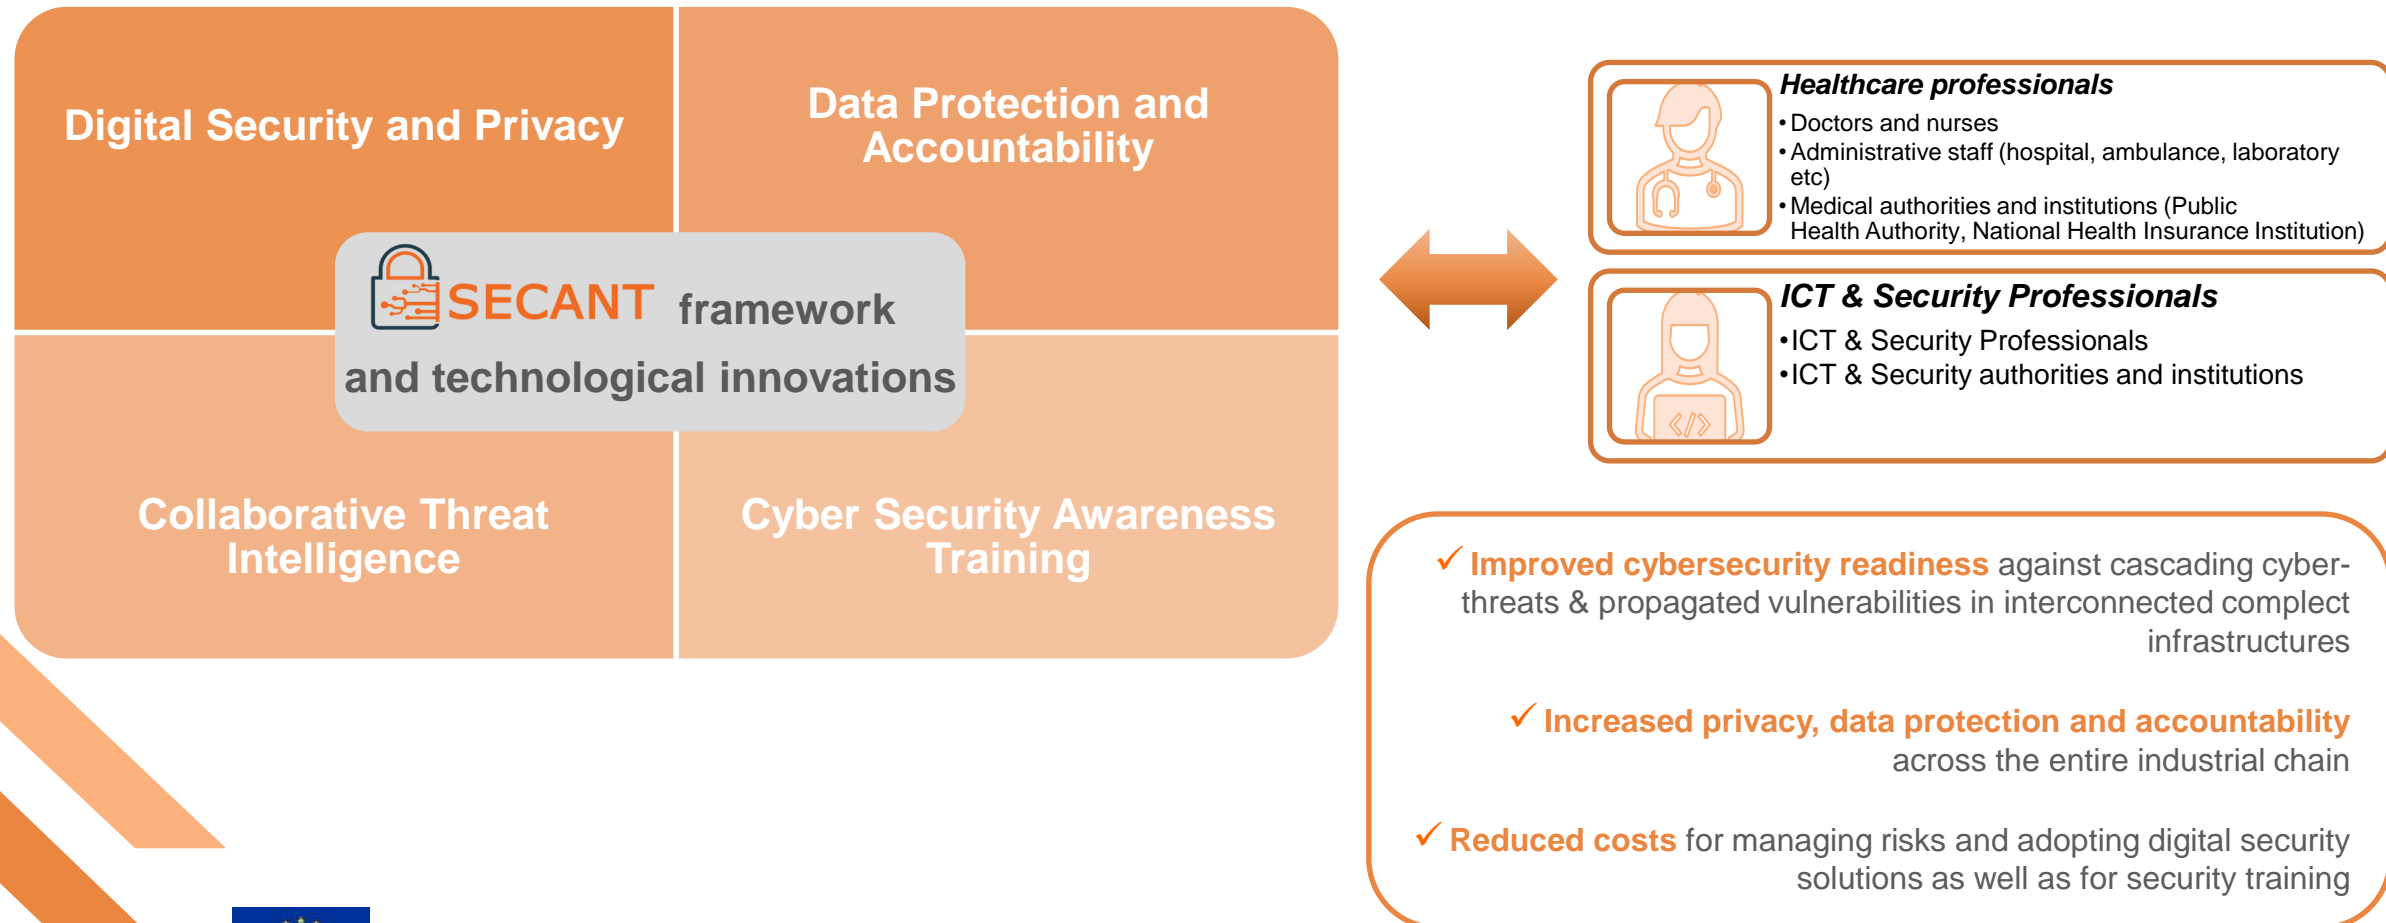 Digital Security and Privacy
Data Protection and
Accountability
SECANT framework
and technological innovations
Collaborative Threat
Intelligence
Cyber Security Awareness
Training
Healthcare professionals
•Doctors and nurses
•Administrative staff (hospital, ambulance, laboratory
etc)
•Medical authorities and institutions (Public
Health Authority, National Health Insurance Institution)
ICT & Security Professionals
•ICT & Security Professionals
•ICT & Security authorities and institutions
</>
✓ Improved cybersecurity readiness against cascading cyber-
threats & propagated vulnerabilities in interconnected complect
infrastructures
✓ Increased privacy, data protection and accountability
across the entire industrial chain
✓ Reduced costs for managing risks and adopting digital security
solutions as well as for security training